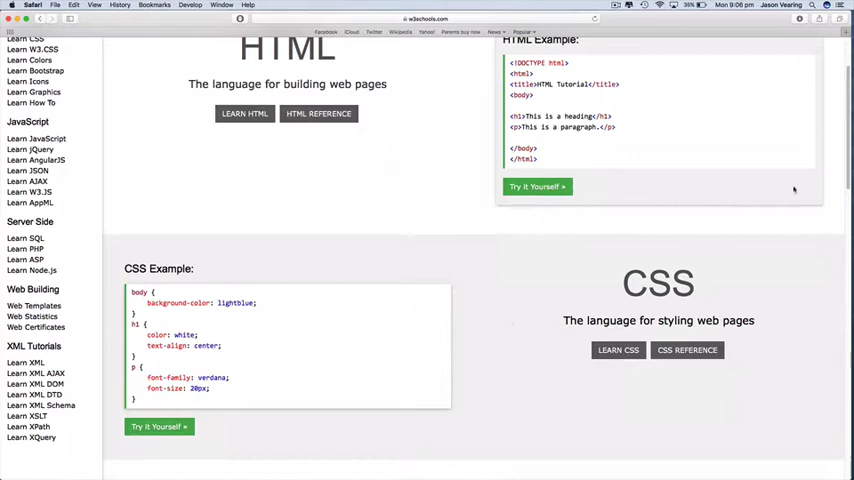 Safari File Edit View History Bookmarks Develop Window Help
35% Mon 9:06 pm Jason Vearing
w3schools.com
Facebook iCloud Twitter Wikipedia Yahoo! Parents buy now News Popular
Learn CSS
Learn W3.CSS
Learn Colors
Learn Bootstrap
Learn Icons
Learn Graphics
Learn How To
JavaScript
Learn JavaScript
Learn jQuery
Learn AngularJS
Learn JSON
Learn AJAX
Learn W3.JS
Learn AppML
Server Side
Learn SQL
Learn PHP
Learn ASP
Learn Node.js
Web Building
Web Templates
Web Statistics
Web Certificates
XML Tutorials
Learn XML
Learn XML AJAX
Learn XML DOM
Learn XML DTD
Learn XML Schema
Learn XSLT
Learn XPath
Learn XQuery
HTML
The language for building web pages
LEARN HTML HTML REFERENCE
HTML Example:
<!DOCTYPE html>
<html>
<title>HTML Tutorial</title>
<body>
<h1>This is a heading</h1>
<p>This is a paragraph.</p>
</body>
</html>
Try it Yourself »
CSS Example:
body {
background-color: lightblue;
}
h1 {
color: white;
text-align: center;
}
p {
font-family: verdana;
font-size: 20px;
}
Try it Yourself »
CSS
The language for styling web pages
LEARN CSS CSS REFERENCE